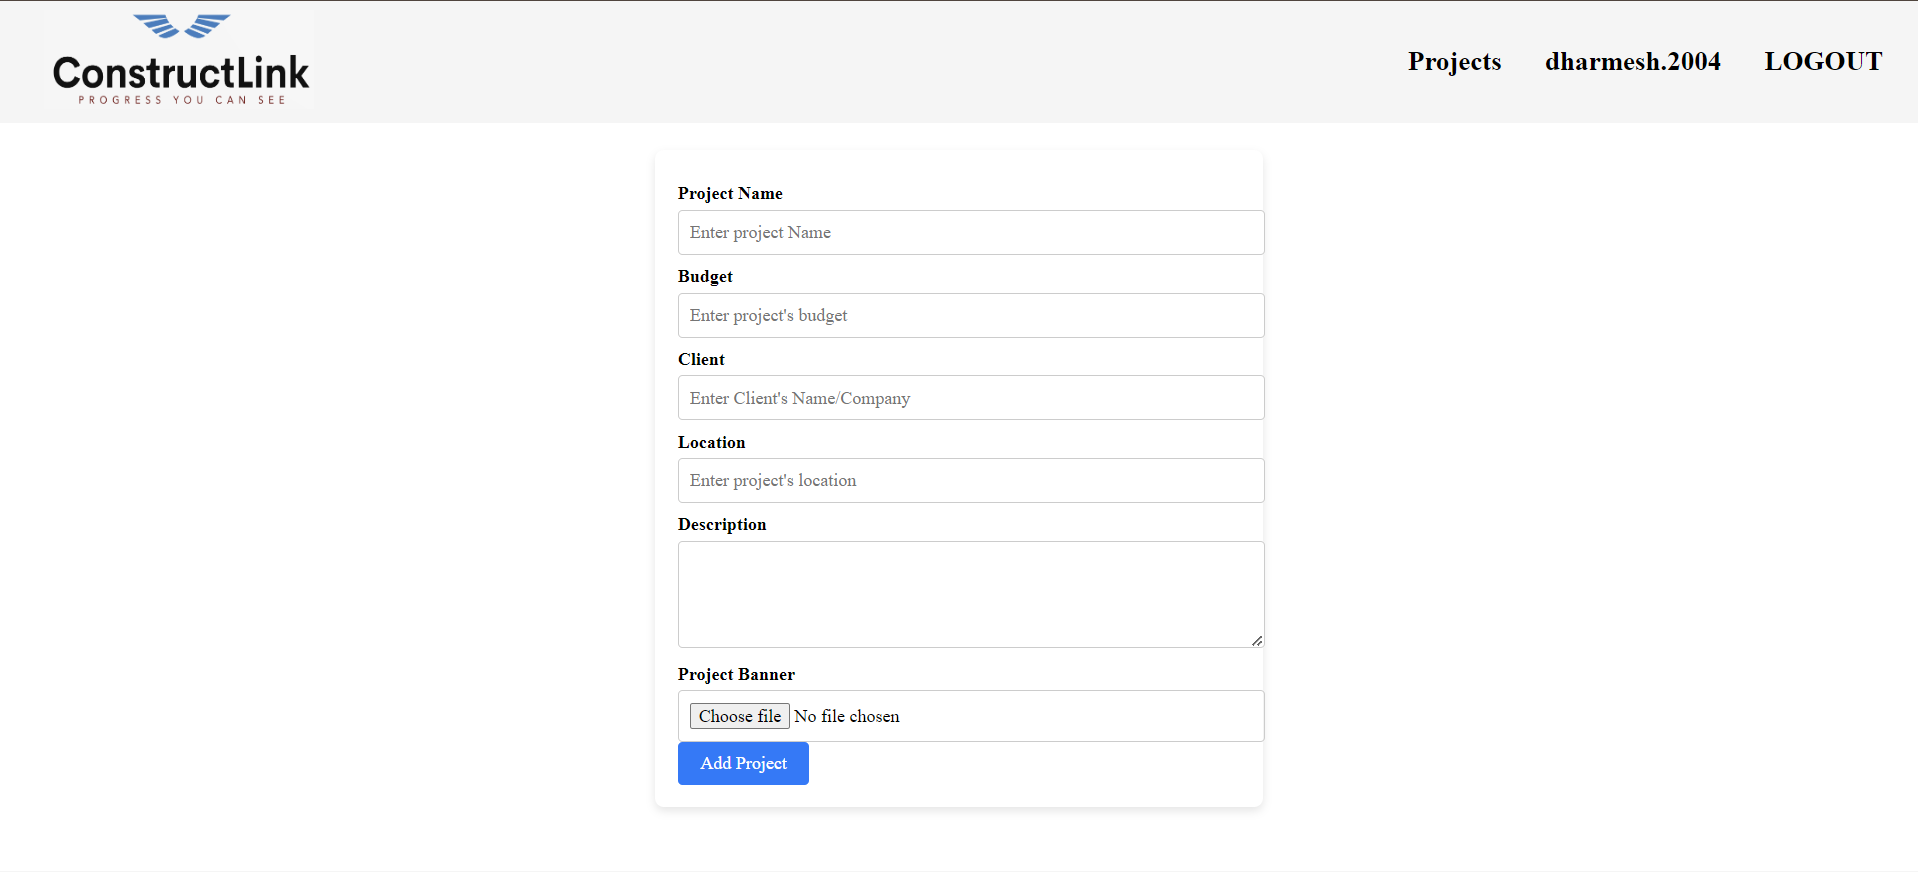 ConstructLink
PROGRESS YOU CAN SEE
Projects dharmesh.2004 LOGOUT
Project Name
Enter project Name
Budget
Enter project's budget
Client
Enter Client's Name/Company
Location
Enter project's location
Description
Project Banner
Choose file No file chosen
Add Project